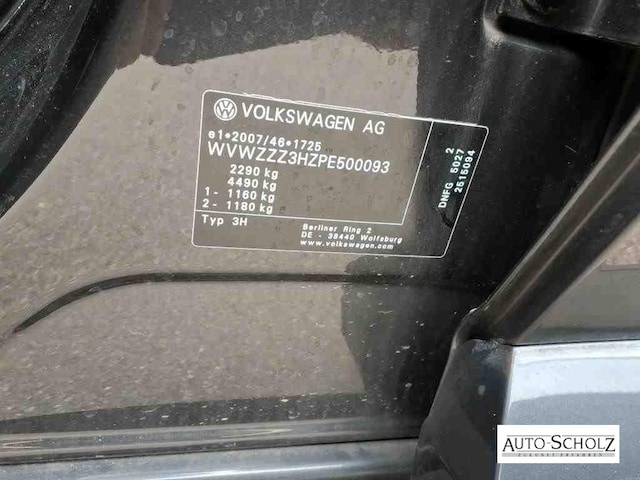 VOLKSWAGEN AG
e1*2007/46*1725
WVWZZZ3HZPE500093
2290 kg
4490 kg
1- 1160 kg
2- 1180 kg
Typ 3H
Berliner Ring 2
DE - 38440 Wolfsburg
www.volkswagen.com
DNFG 5027 2
2515094
AUTO-SCHOLZ